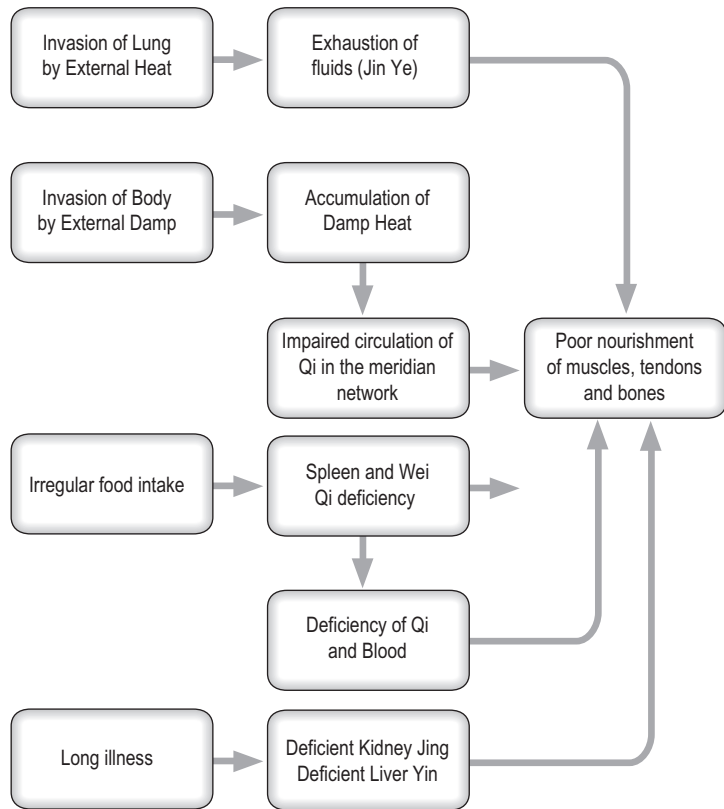 Invasion of Lung
by External Heat
Exhaustion of
fluids (Jin Ye)
Invasion of Body
by External Damp
Accumulation of
Damp Heat
Impaired circulation of
Qi in the meridian
network
Poor nourishment
of muscles, tendons
and bones
Irregular food intake
Spleen and Wei
Qi deficiency
Deficiency of Qi
and Blood
Long illness
Deficient Kidney Jing
Deficient Liver Yin